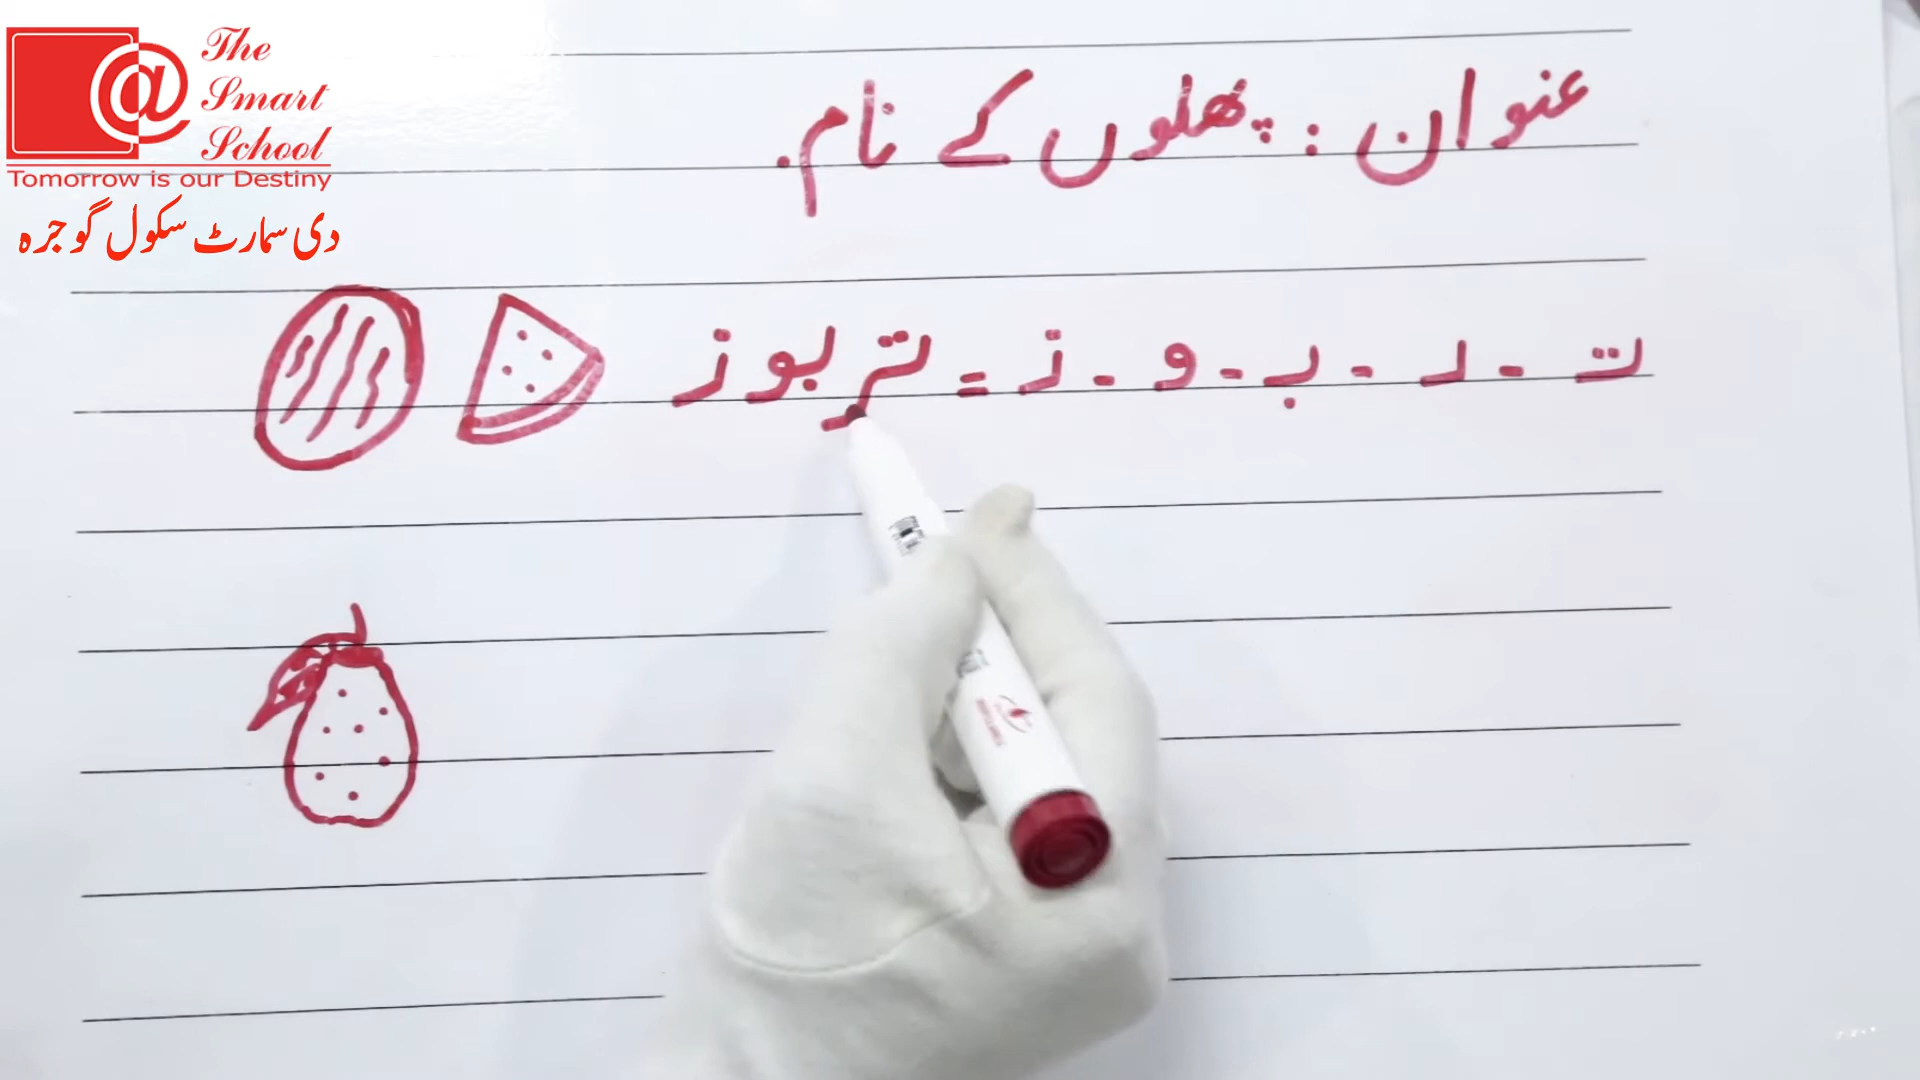 The
Smart
School
Tomorrow is our Destiny
دی سمارٹ سکول گوجرہ
عنوان : پھلوں کے نام.
ت - ر - ب - و - ز = تربوز